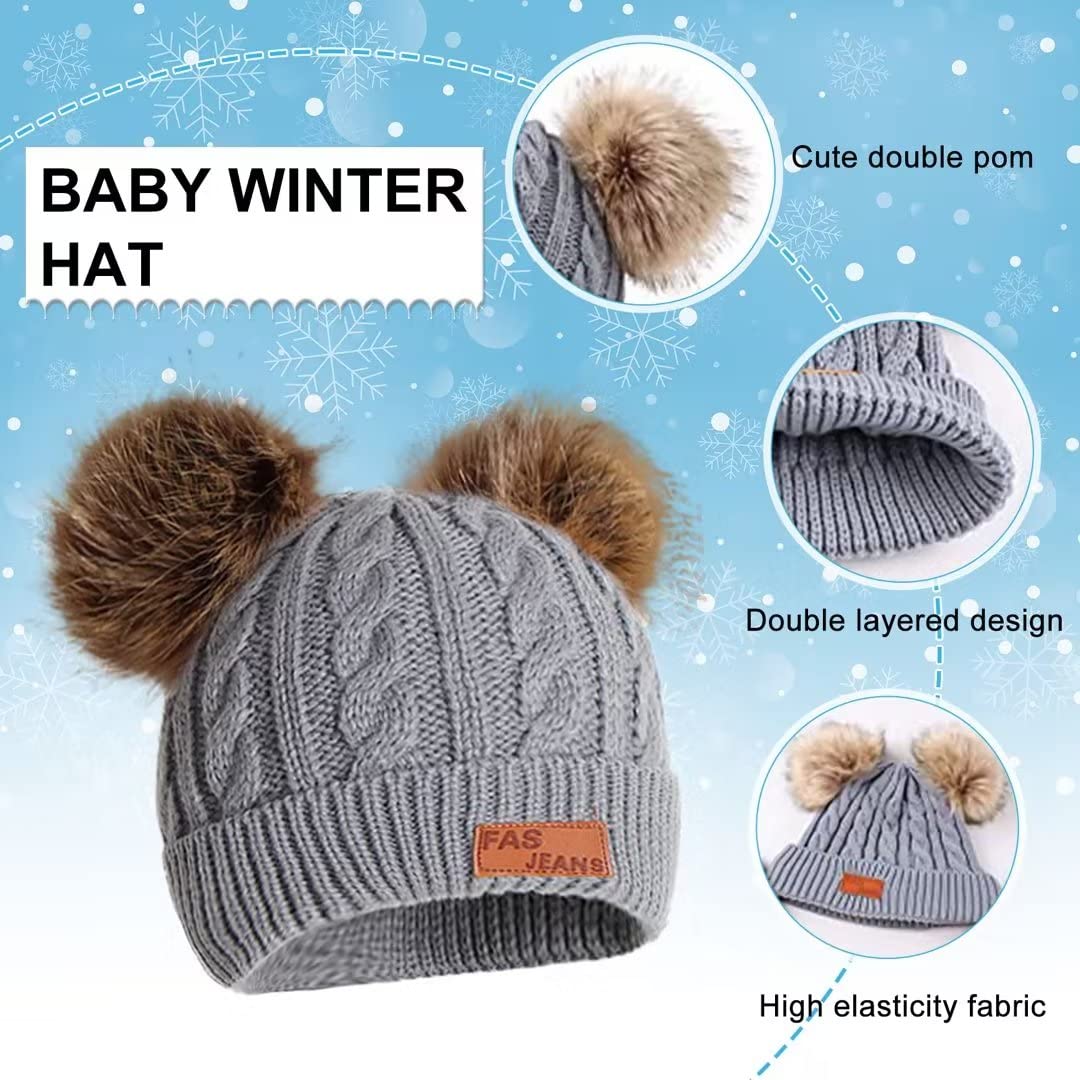 BABY WINTER
HAT
Cute double pom
Double layered design
FAS
JEANS
High elasticity fabric